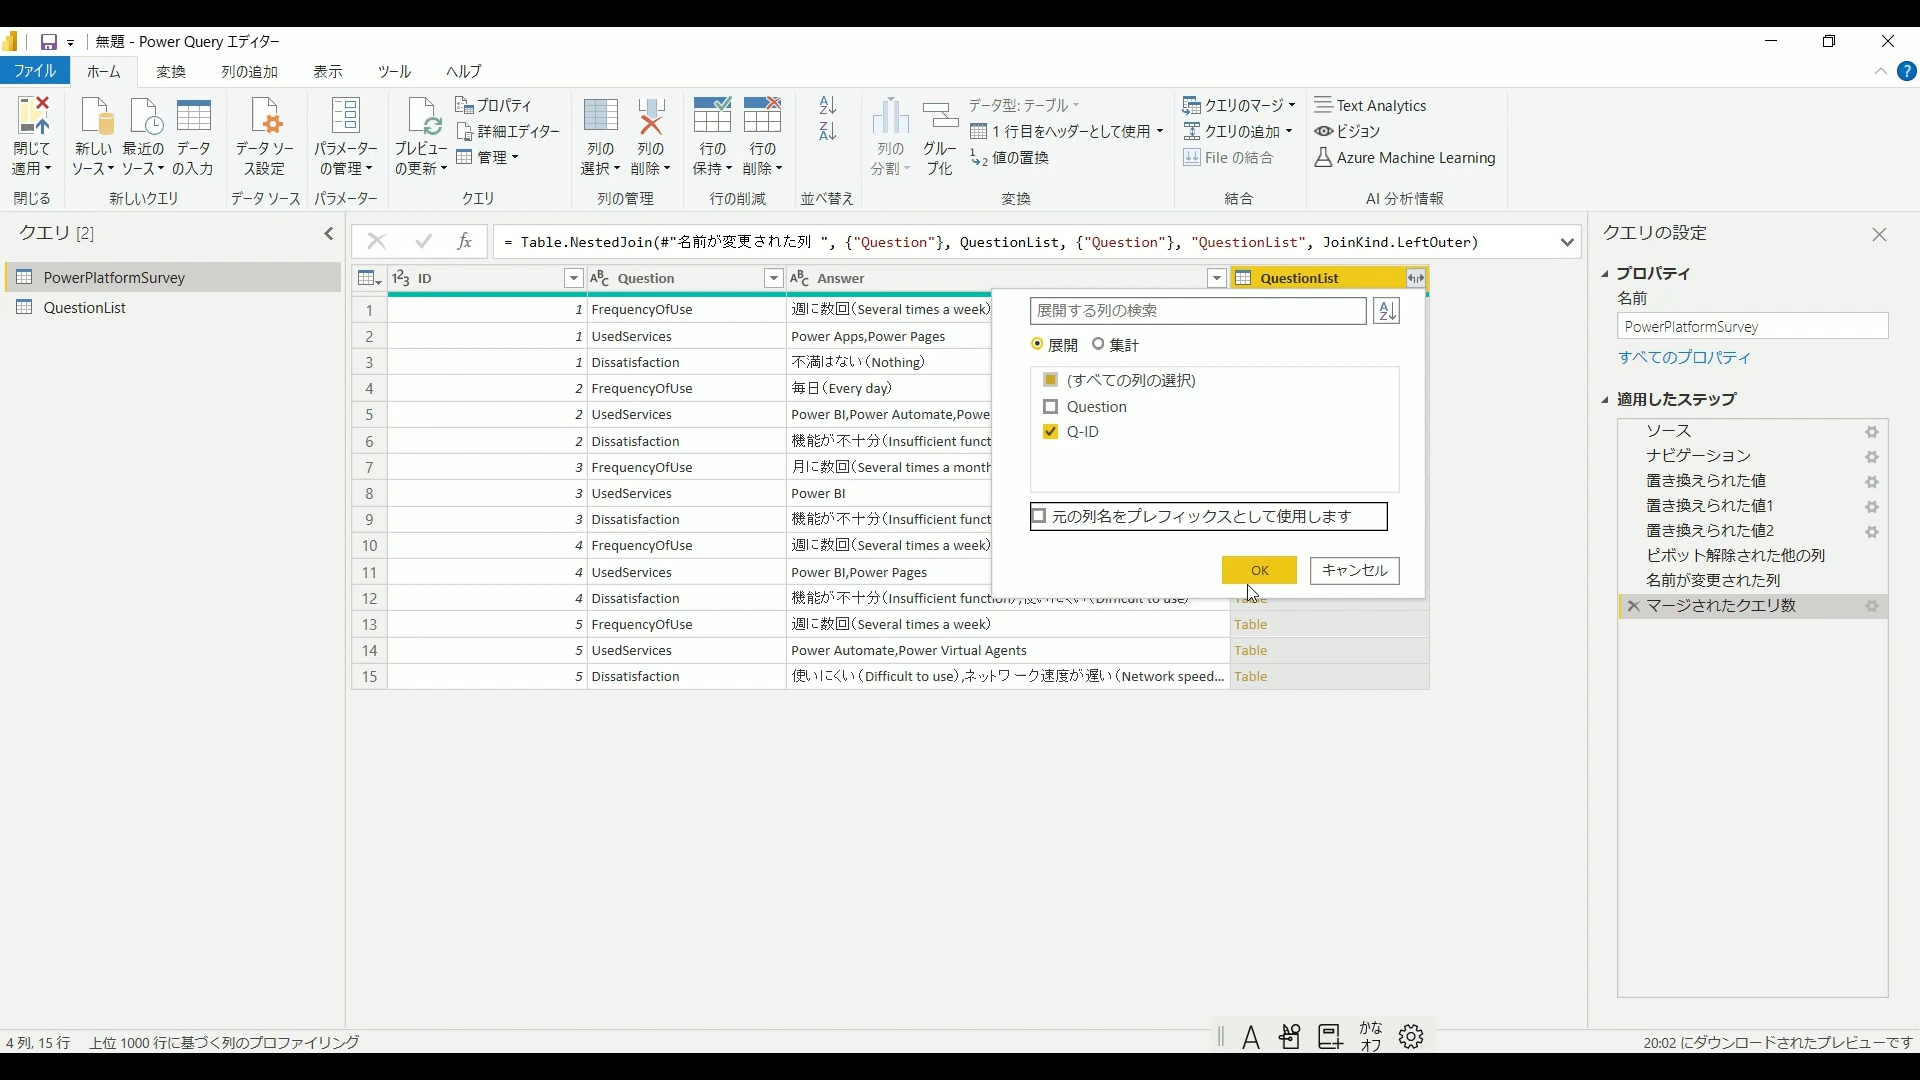 無題 - Power Query エディター
ファイル ホーム 変換 列の追加 表示 ツール ヘルプ
閉じて適用 新しいソース 最近のソース データの入力 データ ソース設定 パラメーターの管理 プレビューの更新 プロパティ 詳細エディター 管理 列の選択 列の削除 行の保持 行の削除 列の分割 グループ化 データ型: テーブル 1 行目をヘッダーとして使用 値の置換 クエリのマージ クエリの追加 File の結合 Text Analytics ビジョン Azure Machine Learning
閉じる 新しいクエリ データ ソース パラメーター クエリ 列の管理 行の削減 並べ替え 変換 結合 AI 分析情報
クエリ [2]
PowerPlatformSurvey
QuestionList
= Table.NestedJoin(#"名前が変更された列 ", {"Question"}, QuestionList, {"Question"}, "QuestionList", JoinKind.LeftOuter)
ID Question Answer QuestionList
1 1 FrequencyOfUse 週に数回(Several times a week)
2 1 UsedServices Power Apps,Power Pages
3 1 Dissatisfaction 不満はない(Nothing)
4 2 FrequencyOfUse 毎日(Every day)
5 2 UsedServices Power BI,Power Automate,Powe
6 2 Dissatisfaction 機能が不十分(Insufficient funct
7 3 FrequencyOfUse 月に数回(Several times a month
8 3 UsedServices Power BI
9 3 Dissatisfaction 機能が不十分(Insufficient funct
10 4 FrequencyOfUse 週に数回(Several times a week)
11 4 UsedServices Power BI,Power Pages
12 4 Dissatisfaction 機能が不十分(Insufficient function),使いにくい(Difficult to use) Table
13 5 FrequencyOfUse 週に数回(Several times a week) Table
14 5 UsedServices Power Automate,Power Virtual Agents Table
15 5 Dissatisfaction 使いにくい(Difficult to use),ネットワーク速度が遅い(Network speed... Table
展開する列の検索
展開 集計
(すべての列の選択)
Question
Q-ID
元の列名をプレフィックスとして使用します
OK キャンセル
クエリの設定
プロパティ
名前
PowerPlatformSurvey
すべてのプロパティ
適用したステップ
ソース
ナビゲーション
置き換えられた値
置き換えられた値1
置き換えられた値2
ピボット解除された他の列
名前が変更された列
マージされたクエリ数
A かなオフ
4 列、15 行 上位 1000 行に基づく列のプロファイリング
20:02 にダウンロードされたプレビューです